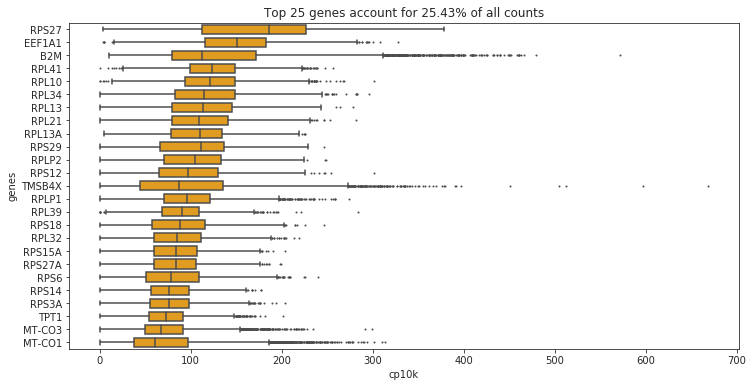 Top 25 genes account for 25.43% of all counts
RPS27
EEF1A1
B2M
RPL41
RPL10
RPL34
RPL13
RPL21
RPL13A
RPS29
RPLP2
RPS12
TMSB4X
RPLP1
RPL39
RPS18
RPL32
RPS15A
RPS27A
RPS6
RPS14
RPS3A
TPT1
MT-CO3
MT-CO1
genes
0 100 200 300 400 500 600 700
cp10k